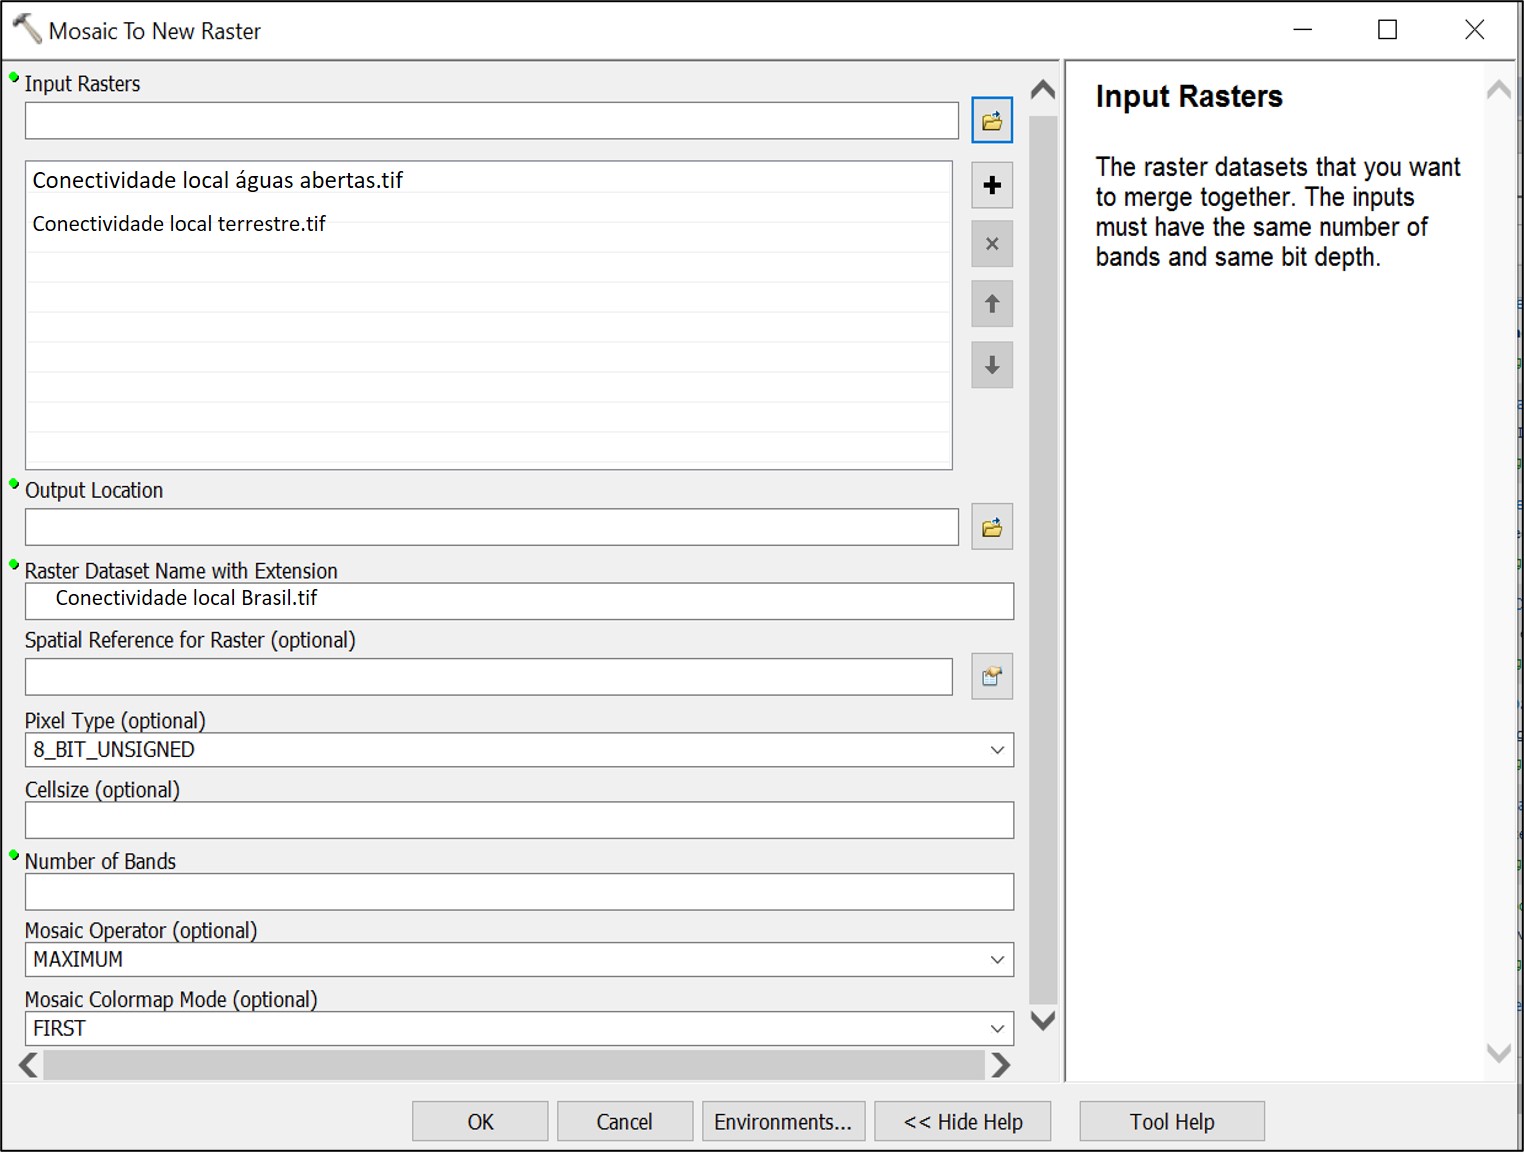 Mosaic To New Raster
Input Rasters
Conectividade local águas abertas.tif
Conectividade local terrestre.tif
Output Location
Raster Dataset Name with Extension
Conectividade local Brasil.tif
Spatial Reference for Raster (optional)
Pixel Type (optional)
8_BIT_UNSIGNED
Cellsize (optional)
Number of Bands
Mosaic Operator (optional)
MAXIMUM
Mosaic Colormap Mode (optional)
FIRST
OK
Cancel
Environments...
<< Hide Help
Tool Help
Input Rasters
The raster datasets that you want
to merge together. The inputs
must have the same number of
bands and same bit depth.